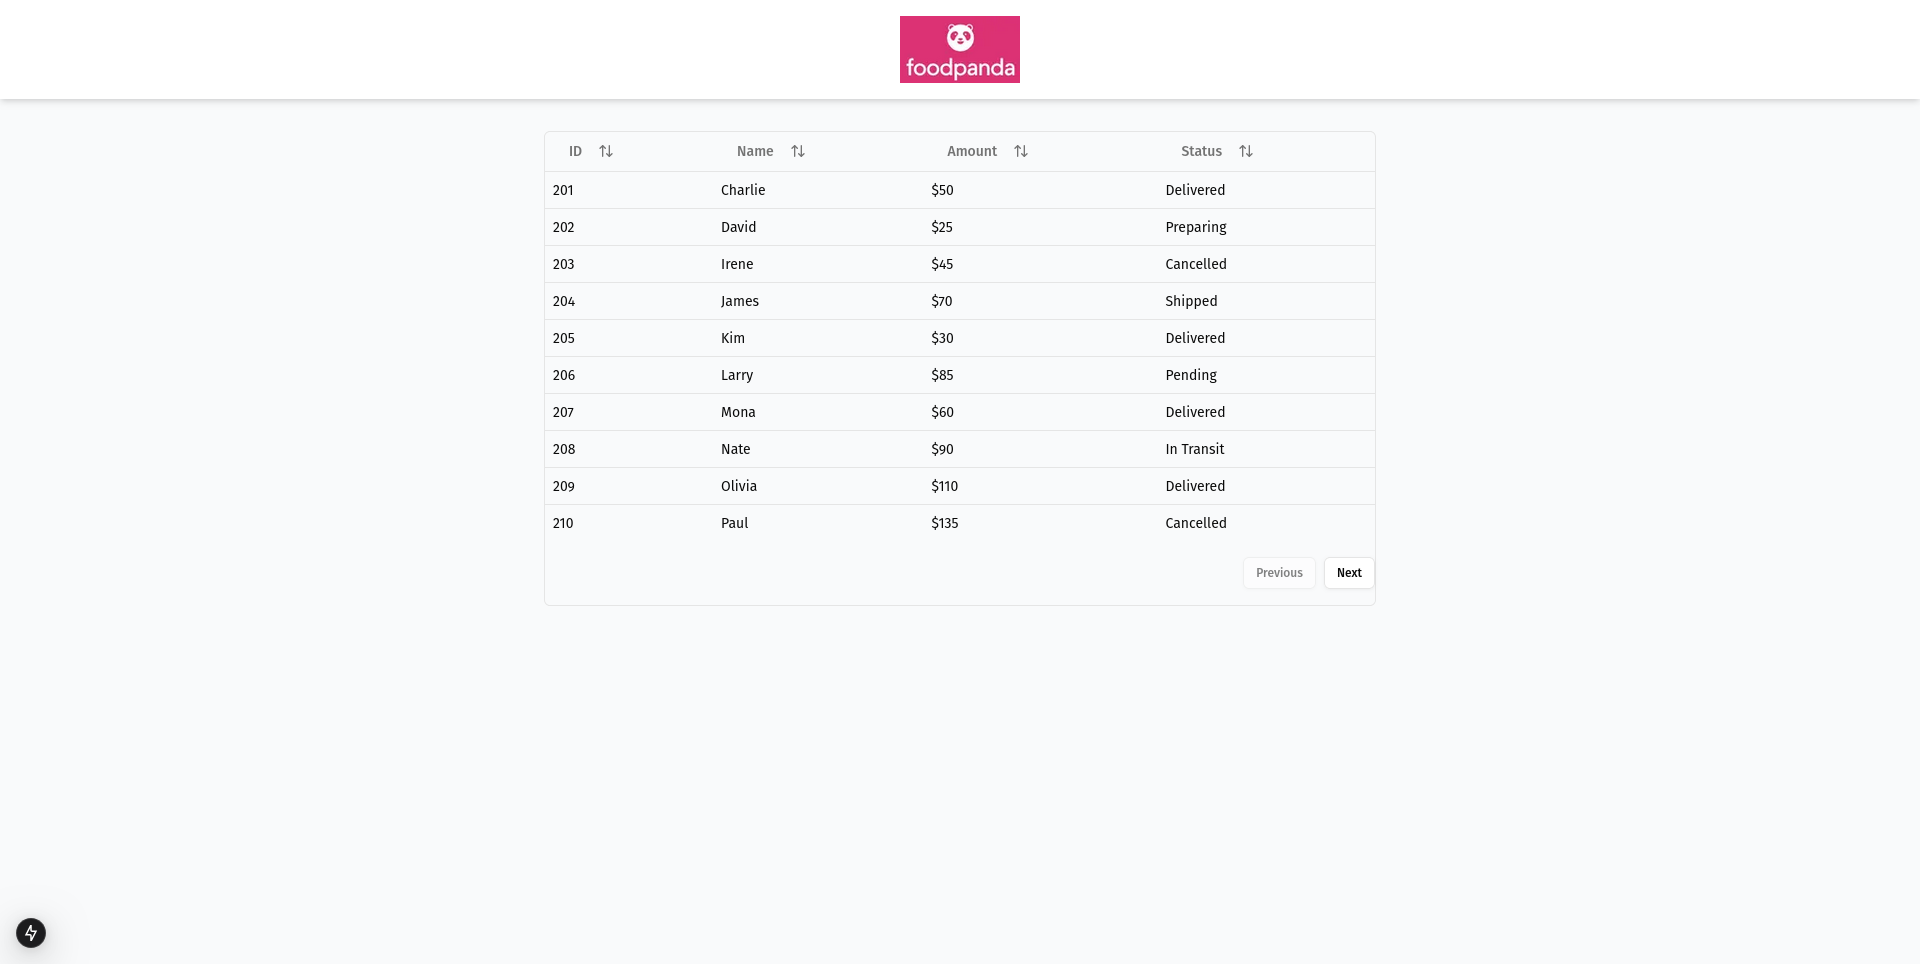 foodpanda
ID Name Amount Status
201 Charlie $50 Delivered
202 David $25 Preparing
203 Irene $45 Cancelled
204 James $70 Shipped
205 Kim $30 Delivered
206 Larry $85 Pending
207 Mona $60 Delivered
208 Nate $90 In Transit
209 Olivia $110 Delivered
210 Paul $135 Cancelled
Previous Next